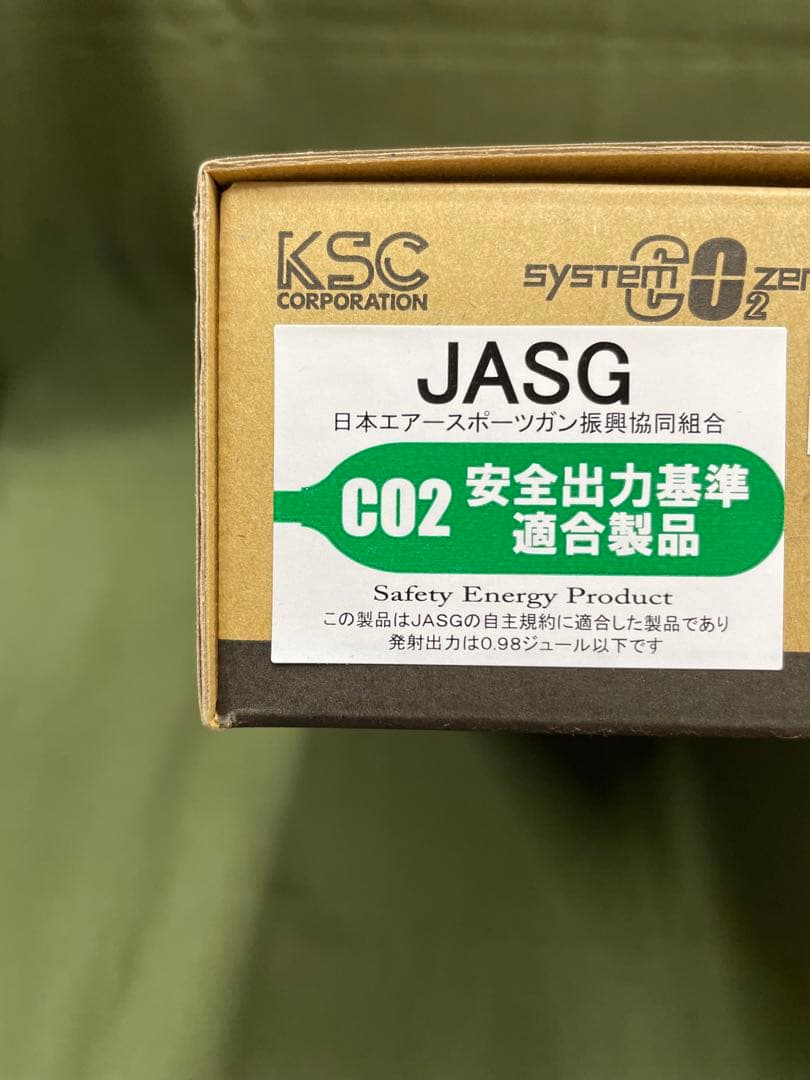 KSC
CORPORATION
SYSTEM CO2 zer
JASG
日本エアースポーツガン振興協同組合
CO2 安全出力基準
適合製品
Safety Energy Product
この製品はJASGの自主規約に適合した製品であり
発射出力は0.98ジュール以下です